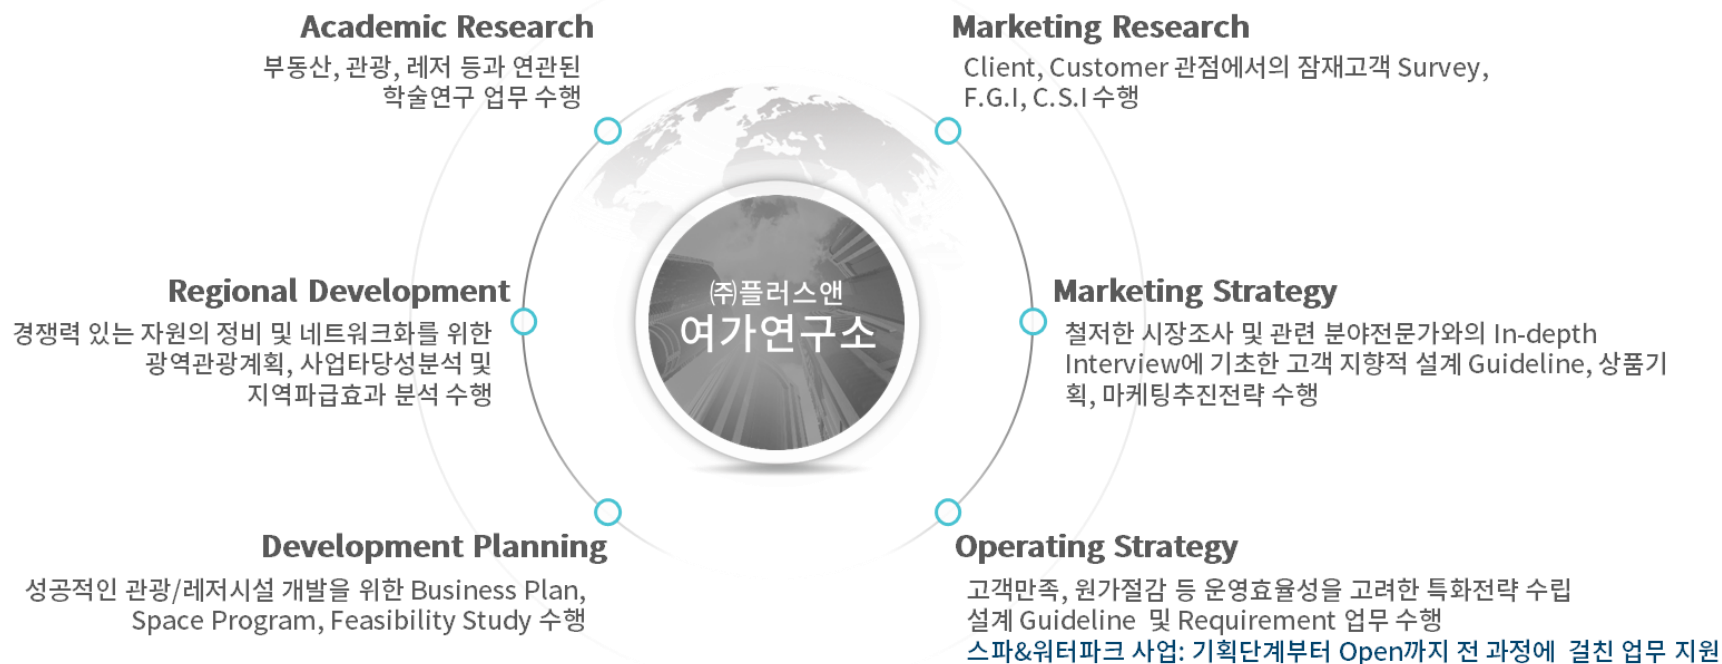 Academic Research
부동산, 관광, 레저 등과 연관된
학술연구 업무 수행
Marketing Research
Client, Customer 관점에서의 잠재고객 Survey,
F.G.I, C.S.I 수행
㈜플러스앤
여가연구소
Regional Development
경쟁력 있는 자원의 정비 및 네트워크화를 위한
광역관광계획, 사업타당성분석 및
지역파급효과 분석 수행
Marketing Strategy
철저한 시장조사 및 관련 분야전문가와의 In-depth
Interview에 기초한 고객 지향적 설계 Guideline, 상품기
획, 마케팅추진전략 수행
Development Planning
성공적인 관광/레저시설 개발을 위한 Business Plan,
Space Program, Feasibility Study 수행
Operating Strategy
고객만족, 원가절감 등 운영효율성을 고려한 특화전략 수립
설계 Guideline 및 Requirement 업무 수행
스파&워터파크 사업: 기획단계부터 Open까지 전 과정에 걸친 업무 지원